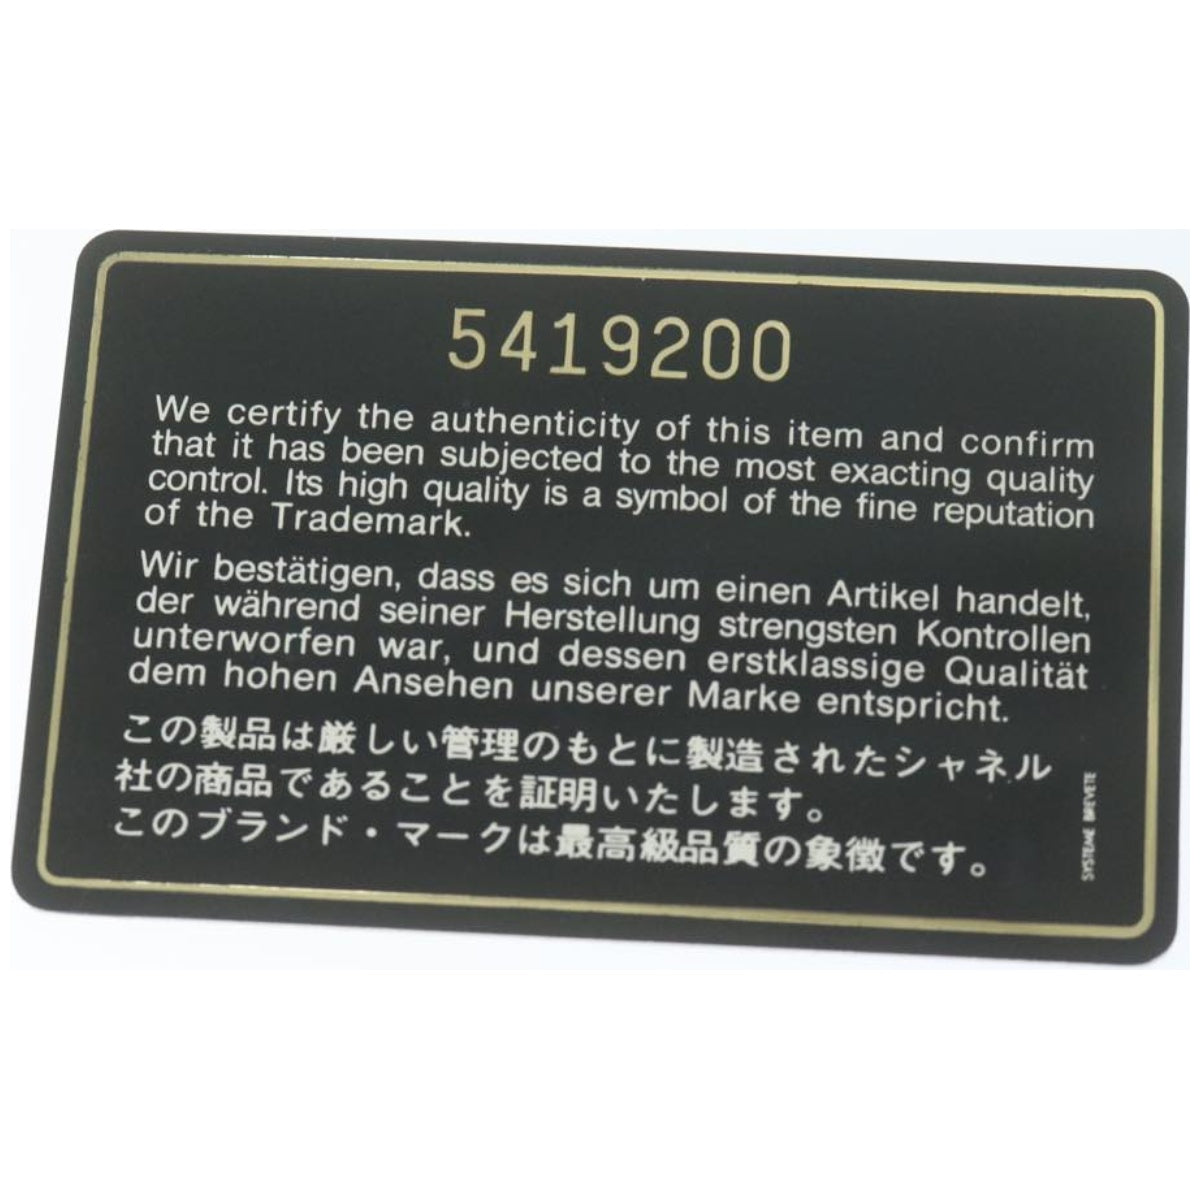 5419200
We certify the authenticity of this item and confirm
that it has been subjected to the most exacting quality
control. Its high quality is a symbol of the fine reputation
of the Trademark.
Wir bestätigen, dass es sich um einen Artikel handelt,
der während seiner Herstellung strengsten Kontrollen
unterworfen war, und dessen erstklassige Qualität
dem hohen Ansehen unserer Marke entspricht.
この製品は厳しい管理のもとに製造されたシャネル
社の商品であることを証明いたします。
このブランド・マークは最高級品質の象徴です。
SYSTEME BREVETE